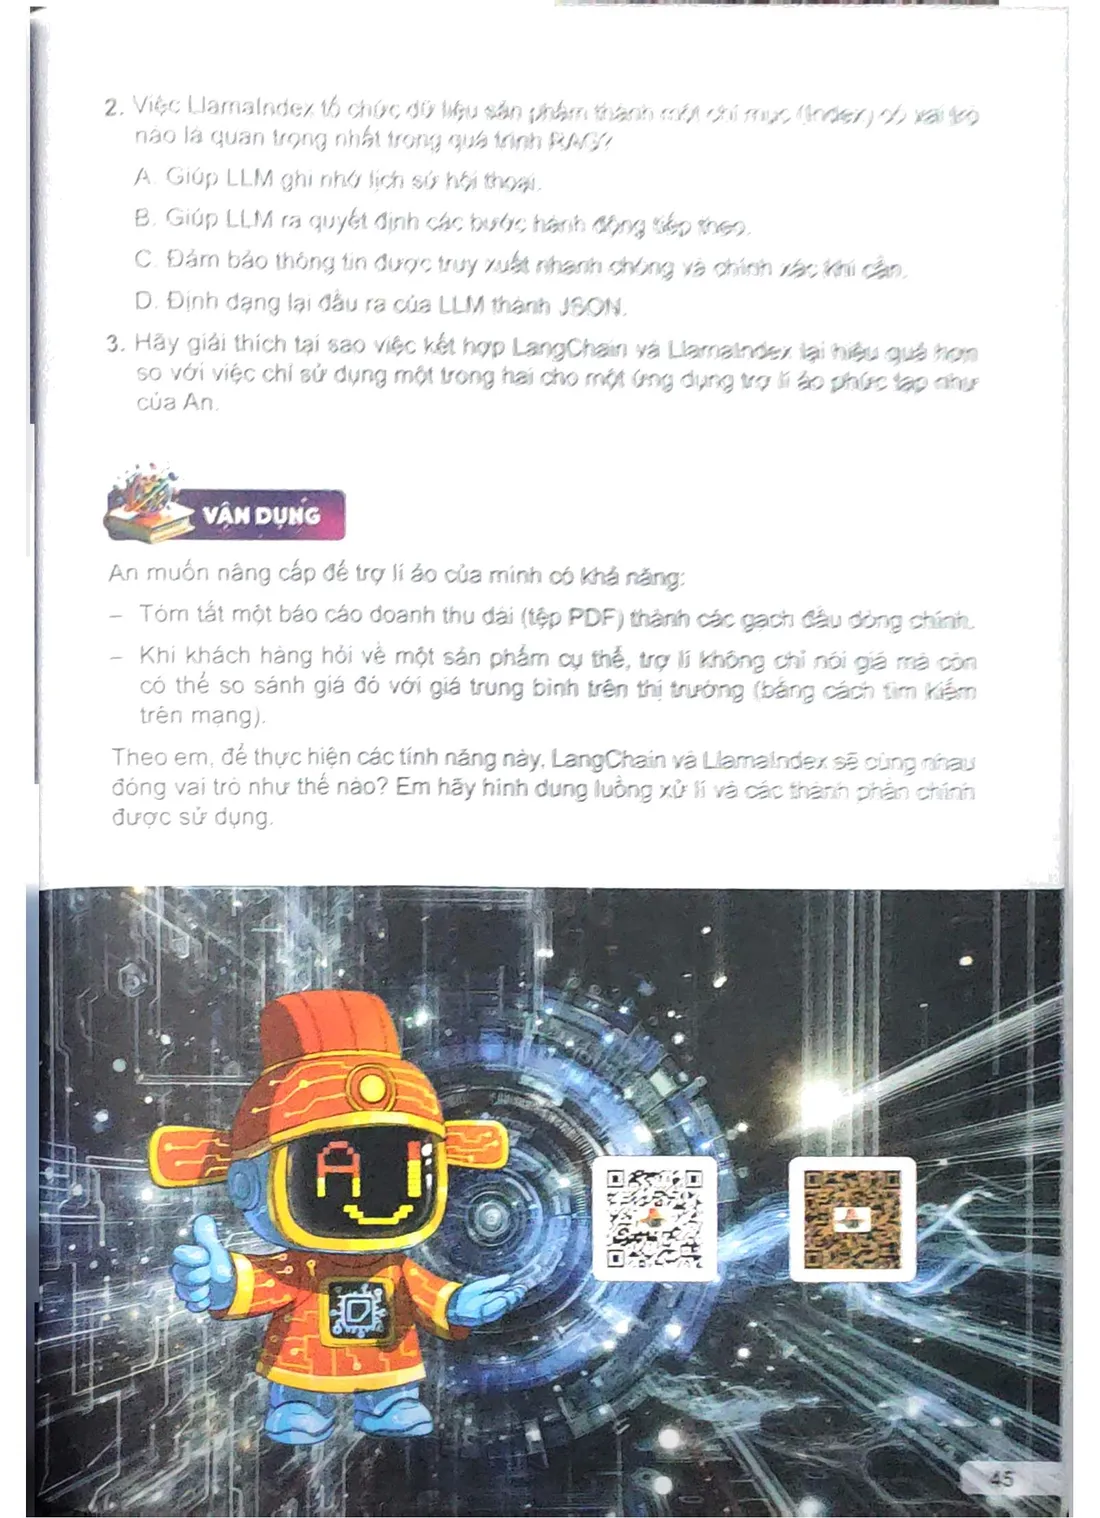 2. Việc LlamaIndex tổ chức dữ liệu sản phẩm thành một chỉ mục (Index) có vai trò
nào là quan trọng nhất trong quá trình RAG?
A. Giúp LLM ghi nhớ lịch sử hội thoại.
B. Giúp LLM ra quyết định các bước hành động tiếp theo.
C. Đảm bảo thông tin được truy xuất nhanh chóng và chính xác khi cần.
D. Định dạng lại đầu ra của LLM thành JSON.
3. Hãy giải thích tại sao việc kết hợp LangChain và LlamaIndex lại hiệu quả hơn
so với việc chỉ sử dụng một trong hai cho một ứng dụng trợ lí ảo phức tạp như
của An.
VẬN DỤNG
An muốn nâng cấp để trợ lí ảo của mình có khả năng:
– Tóm tắt một báo cáo doanh thu dài (tệp PDF) thành các gạch đầu dòng chính.
– Khi khách hàng hỏi về một sản phẩm cụ thể, trợ lí không chỉ nói giá mà còn
có thể so sánh giá đó với giá trung bình trên thị trường (bằng cách tìm kiếm
trên mạng).
Theo em, để thực hiện các tính năng này, LangChain và LlamaIndex sẽ cùng nhau
đóng vai trò như thế nào? Em hãy hình dung luồng xử lí và các thành phần chính
được sử dụng.
AI
45